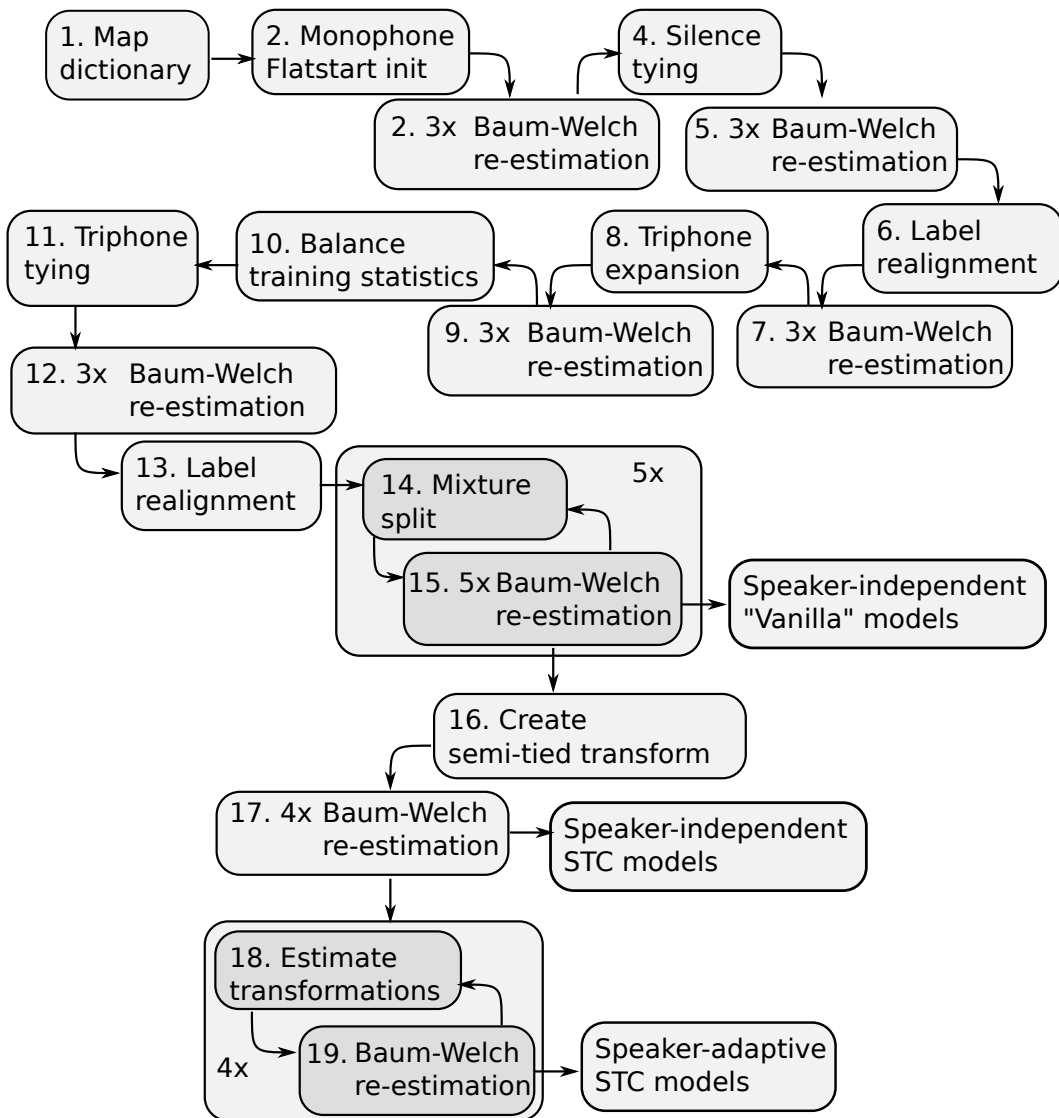 1. Map
dictionary
2. Monophone
Flatstart init
2. 3x Baum-Welch
re-estimation
4. Silence
tying
5. 3x Baum-Welch
re-estimation
6. Label
realignment
7. 3x Baum-Welch
re-estimation
8. Triphone
expansion
9. 3x Baum-Welch
re-estimation
10. Balance
training statistics
11. Triphone
tying
12. 3x Baum-Welch
re-estimation
13. Label
realignment
5x
14. Mixture
split
15. 5x Baum-Welch
re-estimation
Speaker-independent
"Vanilla" models
16. Create
semi-tied transform
17. 4x Baum-Welch
re-estimation
Speaker-independent
STC models
18. Estimate
transformations
19. Baum-Welch
re-estimation
4x
Speaker-adaptive
STC models